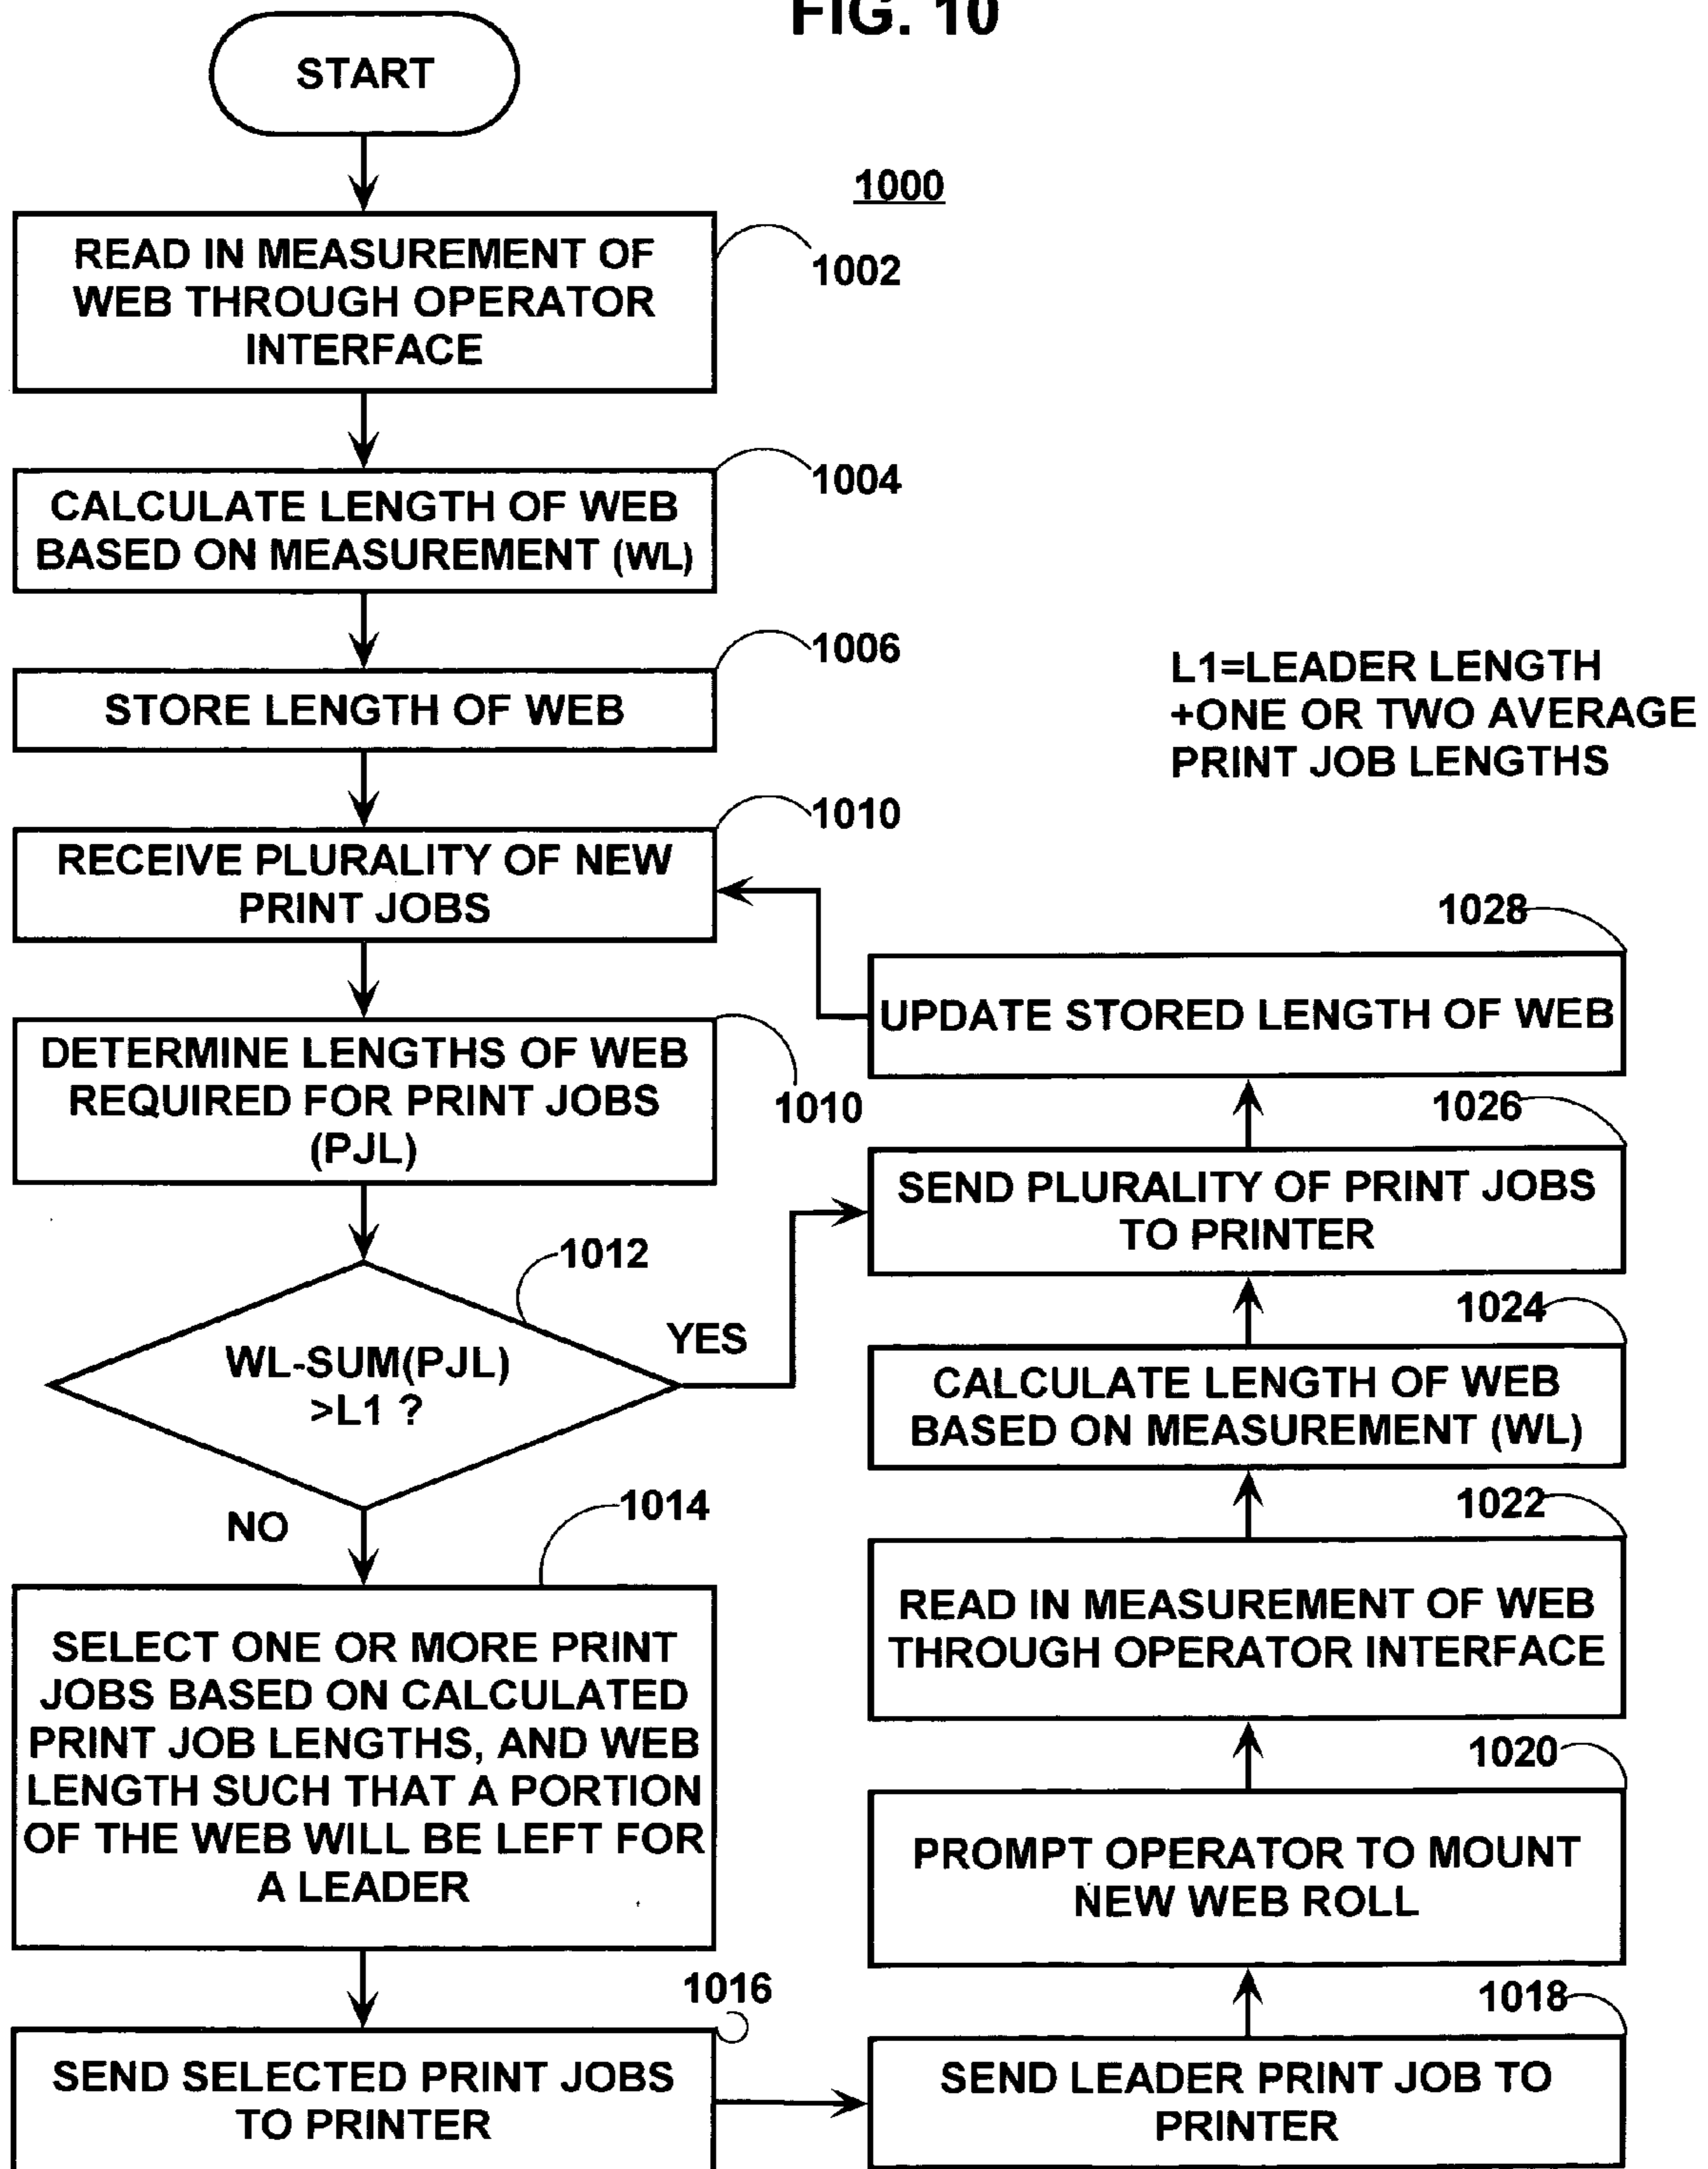 FIG. 10
START
1000
READ IN MEASUREMENT OF
WEB THROUGH OPERATOR
INTERFACE
1002
CALCULATE LENGTH OF WEB
BASED ON MEASUREMENT (WL)
1004
STORE LENGTH OF WEB
1006
L1=LEADER LENGTH
+ONE OR TWO AVERAGE
PRINT JOB LENGTHS
RECEIVE PLURALITY OF NEW
PRINT JOBS
1010
DETERMINE LENGTHS OF WEB
REQUIRED FOR PRINT JOBS
(PJL)
1010
WL-SUM(PJL)
>L1 ?
1012
YES
NO
SELECT ONE OR MORE PRINT
JOBS BASED ON CALCULATED
PRINT JOB LENGTHS, AND WEB
LENGTH SUCH THAT A PORTION
OF THE WEB WILL BE LEFT FOR
A LEADER
1014
SEND SELECTED PRINT JOBS
TO PRINTER
1016
1028
UPDATE STORED LENGTH OF WEB
1026
SEND PLURALITY OF PRINT JOBS
TO PRINTER
1024
CALCULATE LENGTH OF WEB
BASED ON MEASUREMENT (WL)
1022
READ IN MEASUREMENT OF WEB
THROUGH OPERATOR INTERFACE
1020
PROMPT OPERATOR TO MOUNT
NEW WEB ROLL
1018
SEND LEADER PRINT JOB TO
PRINTER